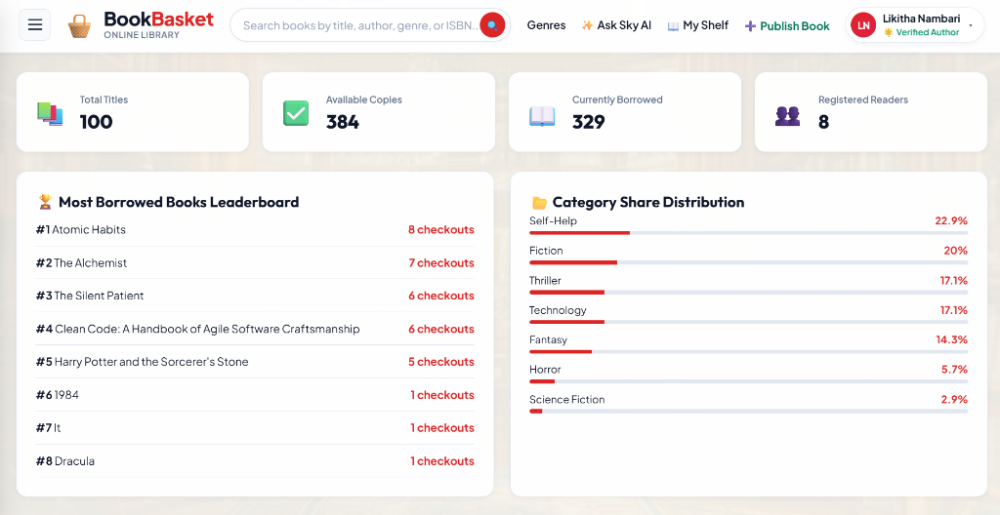 BookBasket
ONLINE LIBRARY
Search books by title, author, genre, or ISBN..
Genres
Ask Sky AI
My Shelf
Publish Book
LN
Likitha Nambari
Verified Author
Total Titles
100
Available Copies
384
Currently Borrowed
329
Registered Readers
8
Most Borrowed Books Leaderboard
#1 Atomic Habits 8 checkouts
#2 The Alchemist 7 checkouts
#3 The Silent Patient 6 checkouts
#4 Clean Code: A Handbook of Agile Software Craftsmanship 6 checkouts
#5 Harry Potter and the Sorcerer's Stone 5 checkouts
#6 1984 1 checkouts
#7 It 1 checkouts
#8 Dracula 1 checkouts
Category Share Distribution
Self-Help 22.9%
Fiction 20%
Thriller 17.1%
Technology 17.1%
Fantasy 14.3%
Horror 5.7%
Science Fiction 2.9%